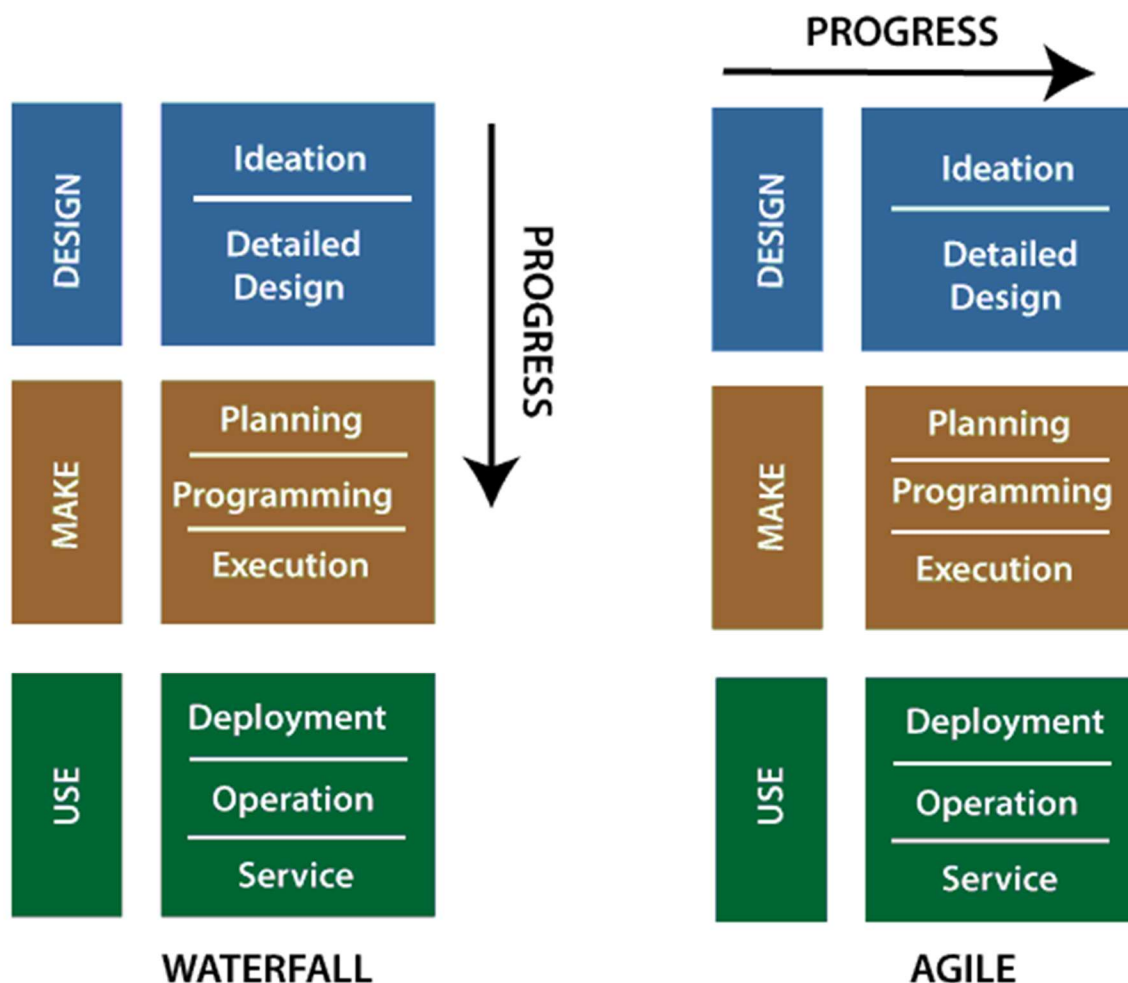 DESIGN
Ideation
Detailed
Design
MAKE
Planning
Programming
Execution
USE
Deployment
Operation
Service
PROGRESS
WATERFALL
PROGRESS
DESIGN
Ideation
Detailed
Design
MAKE
Planning
Programming
Execution
USE
Deployment
Operation
Service
AGILE